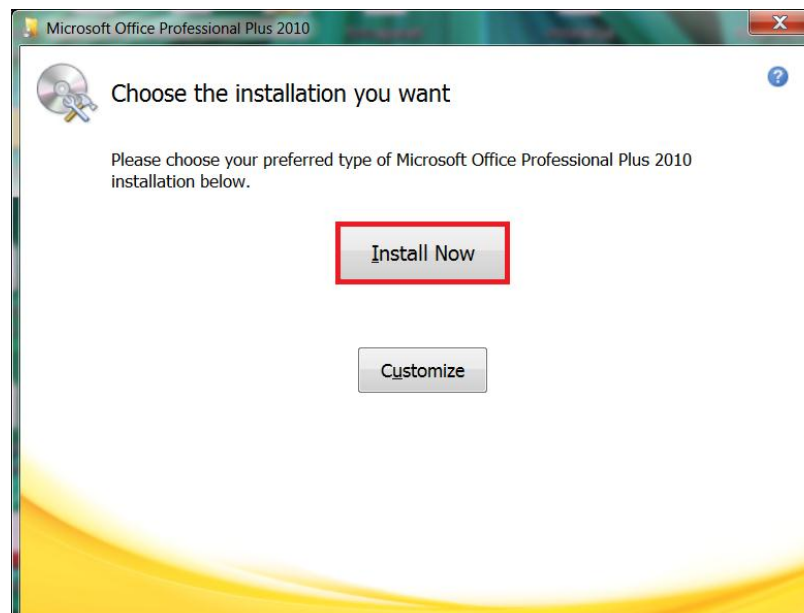 Microsoft Office Professional Plus 2010
Choose the installation you want
Please choose your preferred type of Microsoft Office Professional Plus 2010
installation below.
Install Now
Customize